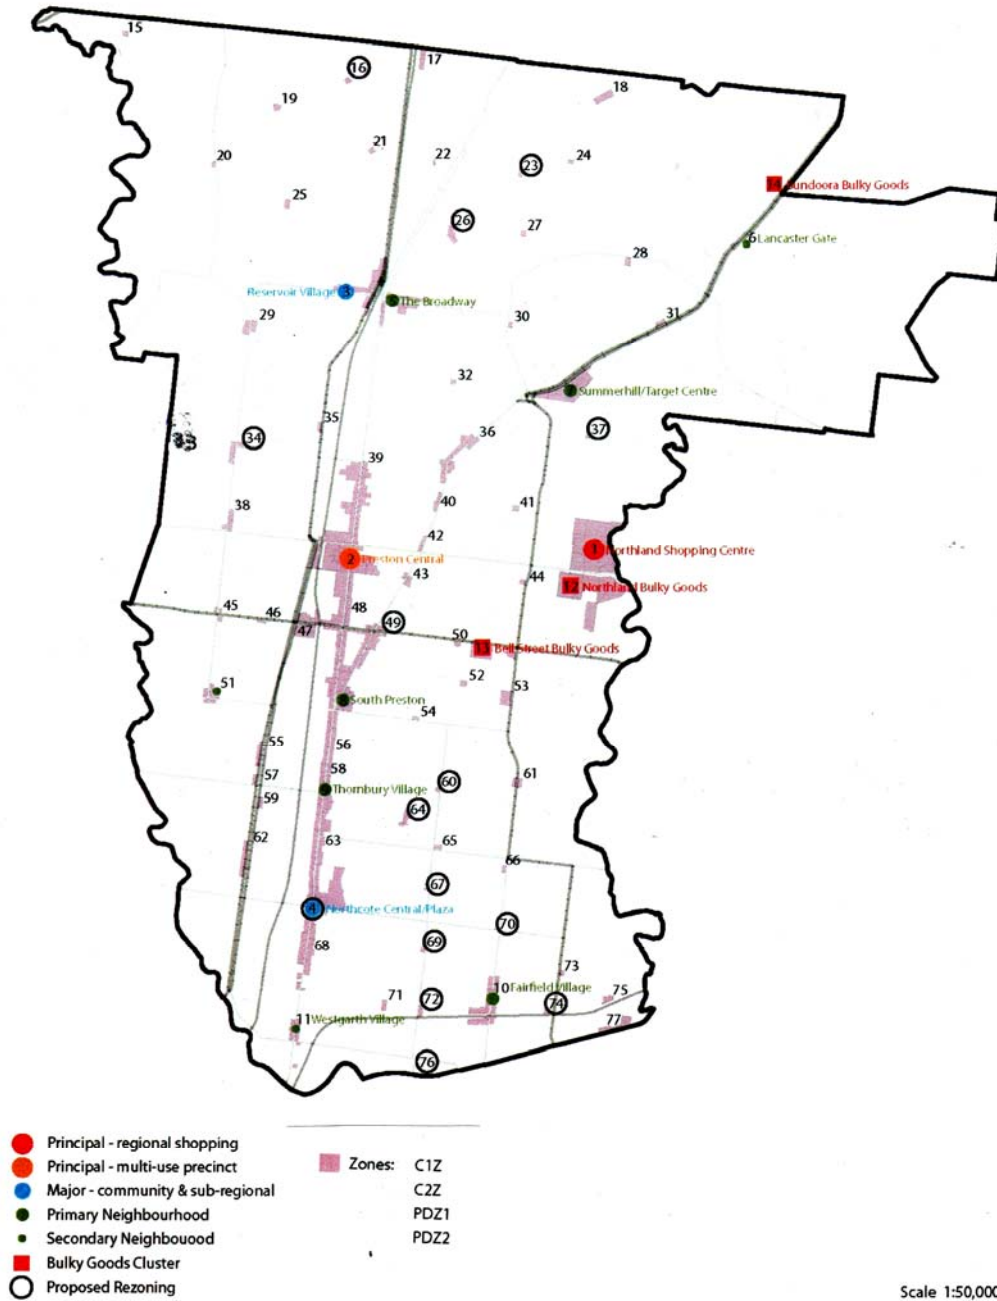 15
16
17
18
19
20
21
22
23
24
25
26
27
28
14 Bundoora Bulky Goods
6 Lancaster Gate
Reservoir Village 3
The Broadway
29
30
31
32
Summerhill/Target Centre
34
35
36
37
38
39
40
41
42
43
44
1 Northland Shopping Centre
2 Preston Central
12 Northland Bulky Goods
45
46
47
48
49
50
13 Bell Street Bulky Goods
51
52
53
54
South Preston
55
56
57
58
59
Thornbury Village
60
61
62
63
64
65
66
67
4 Northcote Central/Plaza
68
69
70
71
72
73
10 Fairfield Village
74
75
11 Westgarth Village
76
77
Principal - regional shopping
Principal - multi-use precinct
Major - community & sub-regional
Primary Neighbourhood
Secondary Neighbouood
Bulky Goods Cluster
Proposed Rezoning
Zones: C1Z
C2Z
PDZ1
PDZ2
Scale 1:50,000